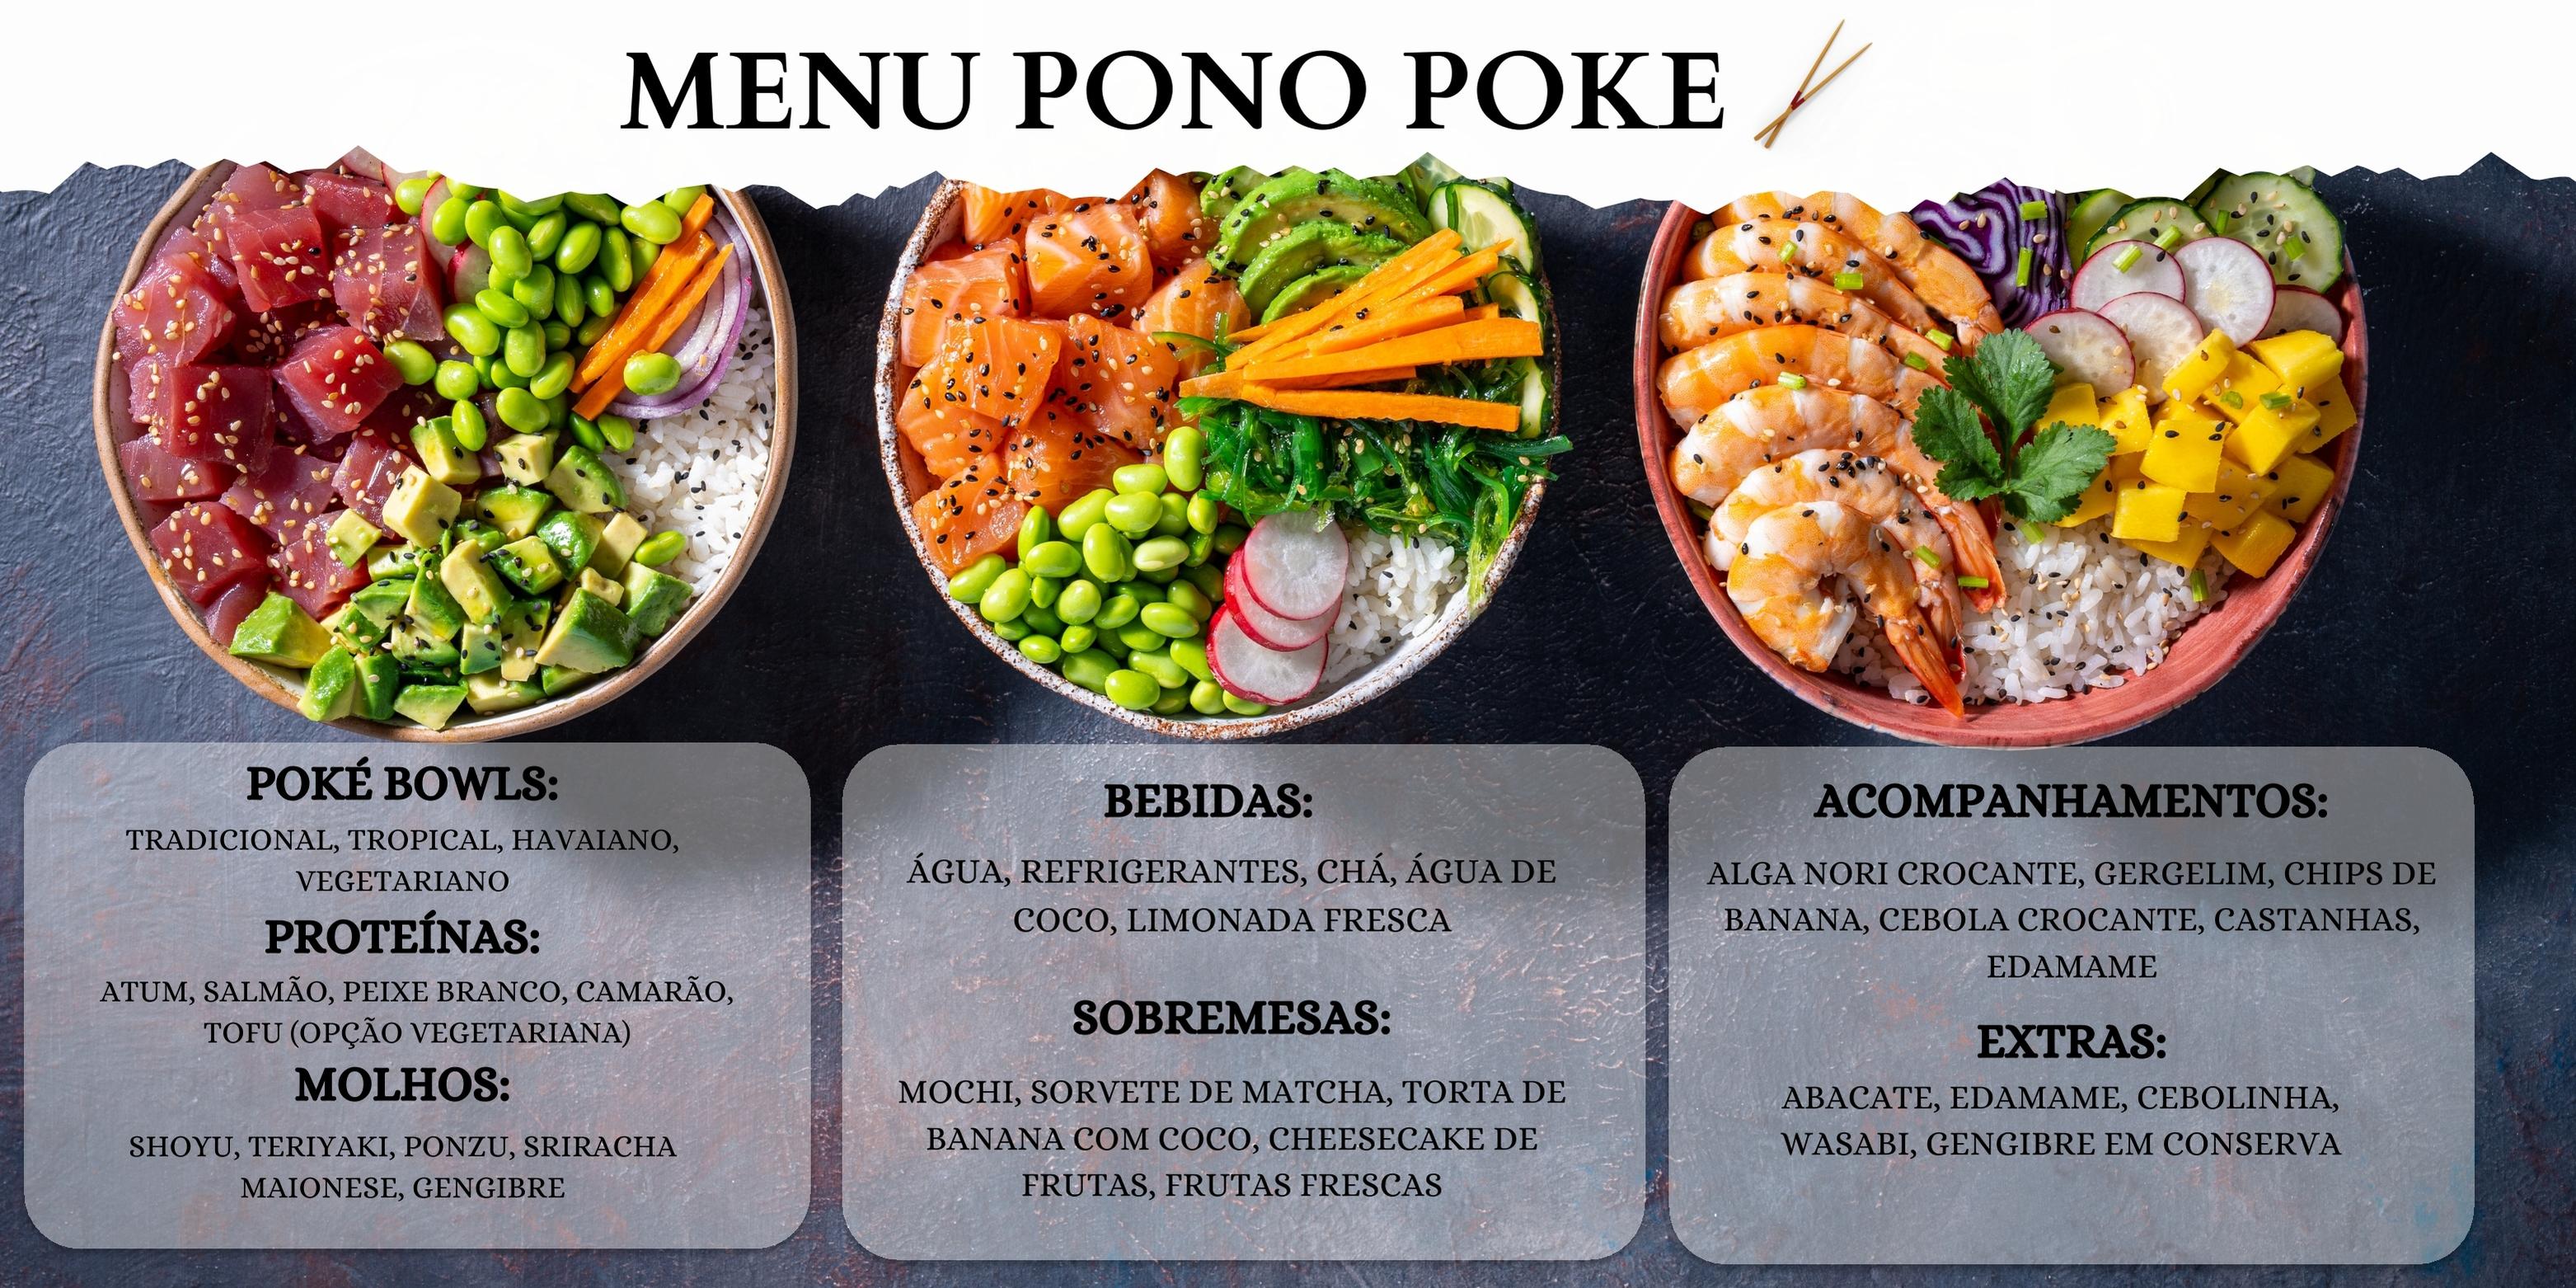 MENU PONO POKE
POKÉ BOWLS:
TRADICIONAL, TROPICAL, HAVAIANO,
VEGETARIANO
PROTEÍNAS:
ATUM, SALMÃO, PEIXE BRANCO, CAMARÃO,
TOFU (OPÇÃO VEGETARIANA)
MOLHOS:
SHOYU, TERIYAKI, PONZU, SRIRACHA
MAIONESE, GENGIBRE
BEBIDAS:
ÁGUA, REFRIGERANTES, CHÁ, ÁGUA DE
COCO, LIMONADA FRESCA
SOBREMESAS:
MOCHI, SORVETE DE MATCHA, TORTA DE
BANANA COM COCO, CHEESECAKE DE
FRUTAS, FRUTAS FRESCAS
ACOMPANHAMENTOS:
ALGA NORI CROCANTE, GERGELIM, CHIPS DE
BANANA, CEBOLA CROCANTE, CASTANHAS,
EDAMAME
EXTRAS:
ABACATE, EDAMAME, CEBOLINHA,
WASABI, GENGIBRE EM CONSERVA